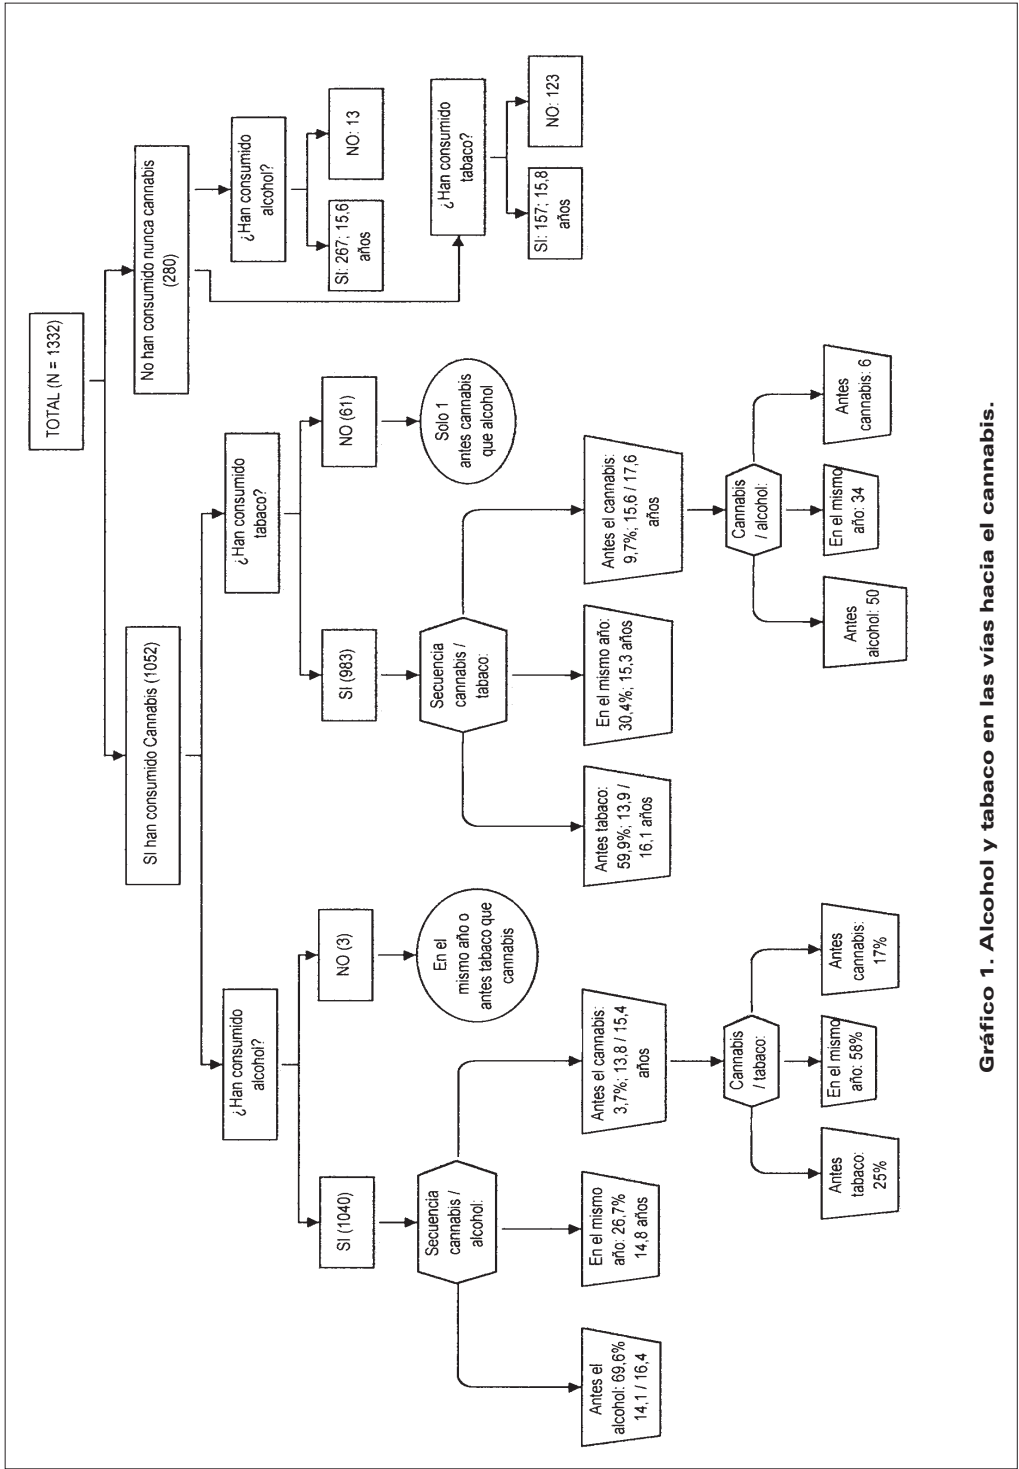 TOTAL (N = 1332)
SI han consumido Cannabis (1052)
No han consumido nunca cannabis
(280)
¿Han consumido
alcohol?
¿Han consumido
tabaco?
¿Han consumido
alcohol?
SI (1040)
NO (3)
SI (983)
NO (61)
SI: 267; 15,6
años
NO: 13
Secuencia
cannabis /
alcohol:
En el
mismo año o
antes tabaco que
cannabis
Secuencia
cannabis /
tabaco:
Solo 1
antes cannabis
que alcohol
¿Han consumido
tabaco?
SI: 157; 15,8
años
NO: 123
Antes el
alcohol: 69,6%
14,1 / 16,4
En el mismo
año: 26,7%
14,8 años
Antes el cannabis:
3,7%; 13,8 / 15,4
años
Antes tabaco:
59,9%; 13,9 /
16,1 años
En el mismo año:
30,4%; 15,3 años
Antes el cannabis:
9,7%; 15,6 / 17,6
años
Cannabis
/ tabaco:
Cannabis
/ alcohol:
Antes
tabaco:
25%
En el mismo
año: 58%
Antes
cannabis:
17%
Antes
alcohol: 50
En el mismo
año: 34
Antes
cannabis: 6
Gráfico 1. Alcohol y tabaco en las vías hacia el cannabis.